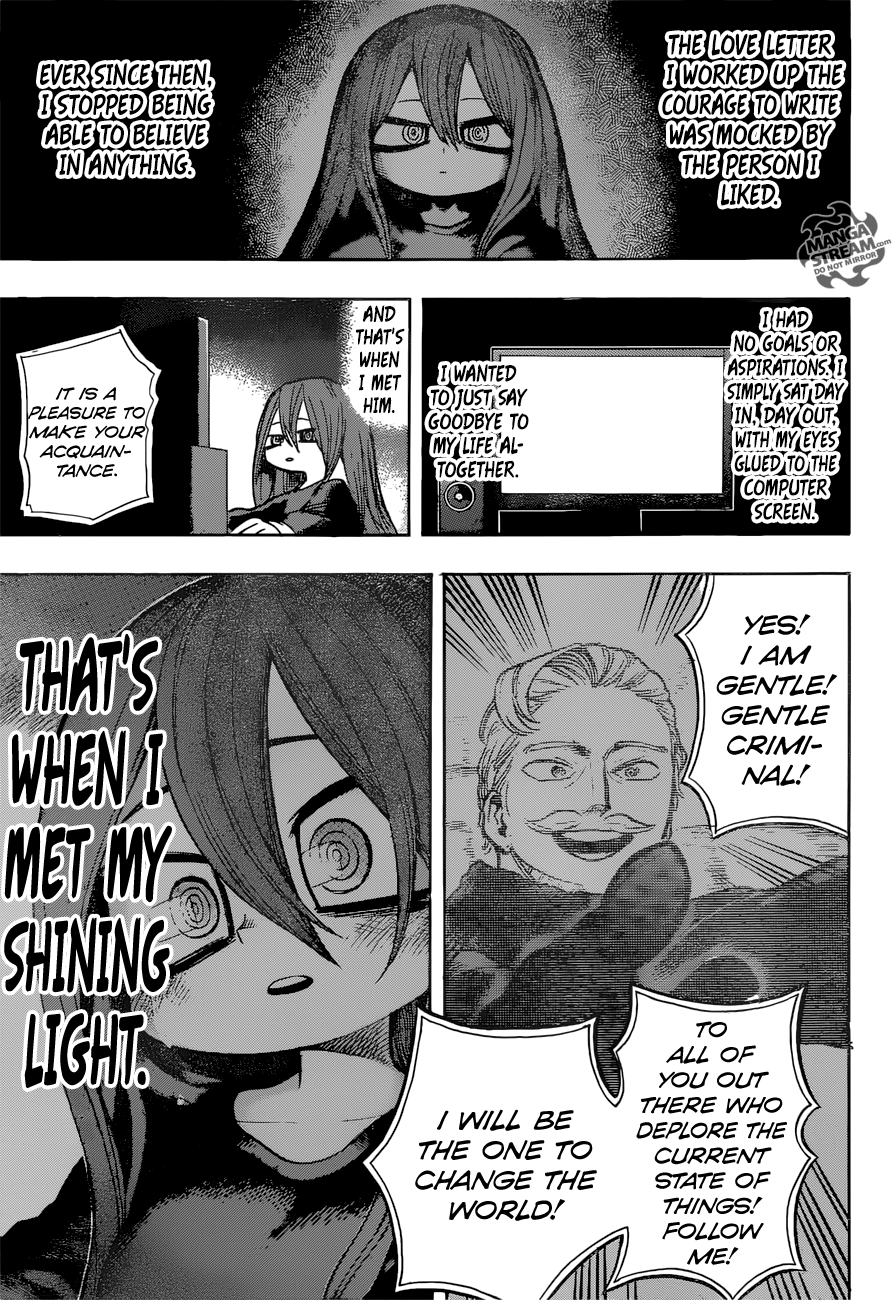 THE LOVE LETTER
I WORKED UP THE
COURAGE TO WRITE
WAS MOCKED BY
THE PERSON I
LIKED.
EVER SINCE THEN,
I STOPPED BEING
ABLE TO BELIEVE
IN ANYTHING.
MANGA
STREAM.com
DO NOT MIRROR
I HAD
NO GOALS OR
ASPIRATIONS. I
SIMPLY SAT DAY
IN, DAY OUT,
WITH MY EYES
GLUED TO THE
COMPUTER
SCREEN.
I WANTED
TO JUST SAY
GOODBYE TO
MY LIFE AL-
TOGETHER.
AND
THAT'S
WHEN
I MET
HIM.
IT IS A
PLEASURE TO
MAKE YOUR
ACQUAIN-
TANCE.
YES!
I AM
GENTLE!
GENTLE
CRIMI-
NAL!
TO
ALL OF
YOU OUT
THERE WHO
DEPLORE THE
CURRENT
STATE OF
THINGS!
FOLLOW
ME!
I WILL BE
THE ONE TO
CHANGE THE
WORLD!
THAT'S
WHEN I
MET MY
SHINING
LIGHT.